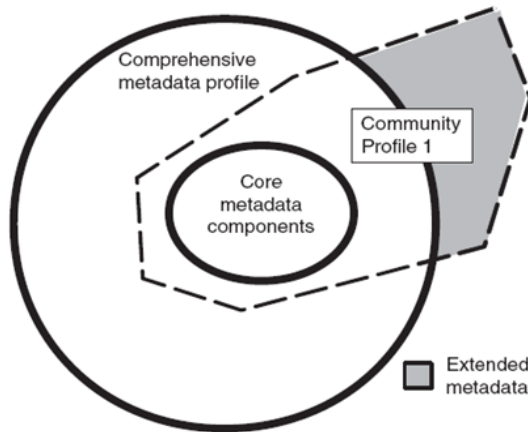 Comprehensive
metadata profile
Community
Profile 1
Core
metadata
components
Extended
metadata